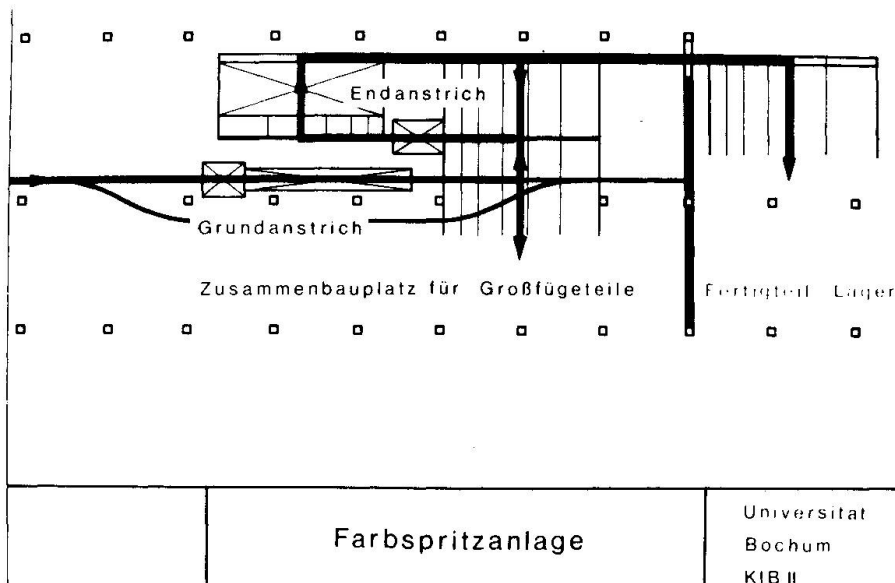 Endanstrich
Grundanstrich
Zusammenbauplatz für Großfügeteile
Fertigteil Lager
Farbspritzanlage
Universitat
Bochum
KIB II